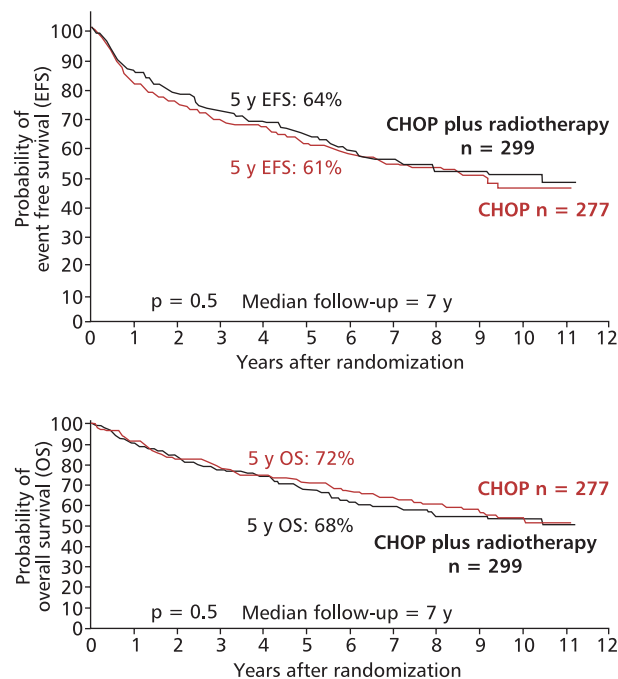 Probability of
event free survival (EFS)
100
90
80
70
60
50
40
30
20
10
0
5 y EFS: 64%
5 y EFS: 61%
CHOP plus radiotherapy
n = 299
CHOP n = 277
p = 0.5 Median follow-up = 7 y
0 1 2 3 4 5 6 7 8 9 10 11 12
Years after randomization
Probability of
overall survival (OS)
100
90
80
70
60
50
40
30
20
10
0
5 y OS: 72%
5 y OS: 68%
CHOP n = 277
CHOP plus radiotherapy
n = 299
p = 0.5 Median follow-up = 7 y
0 1 2 3 4 5 6 7 8 9 10 11 12
Years after randomization